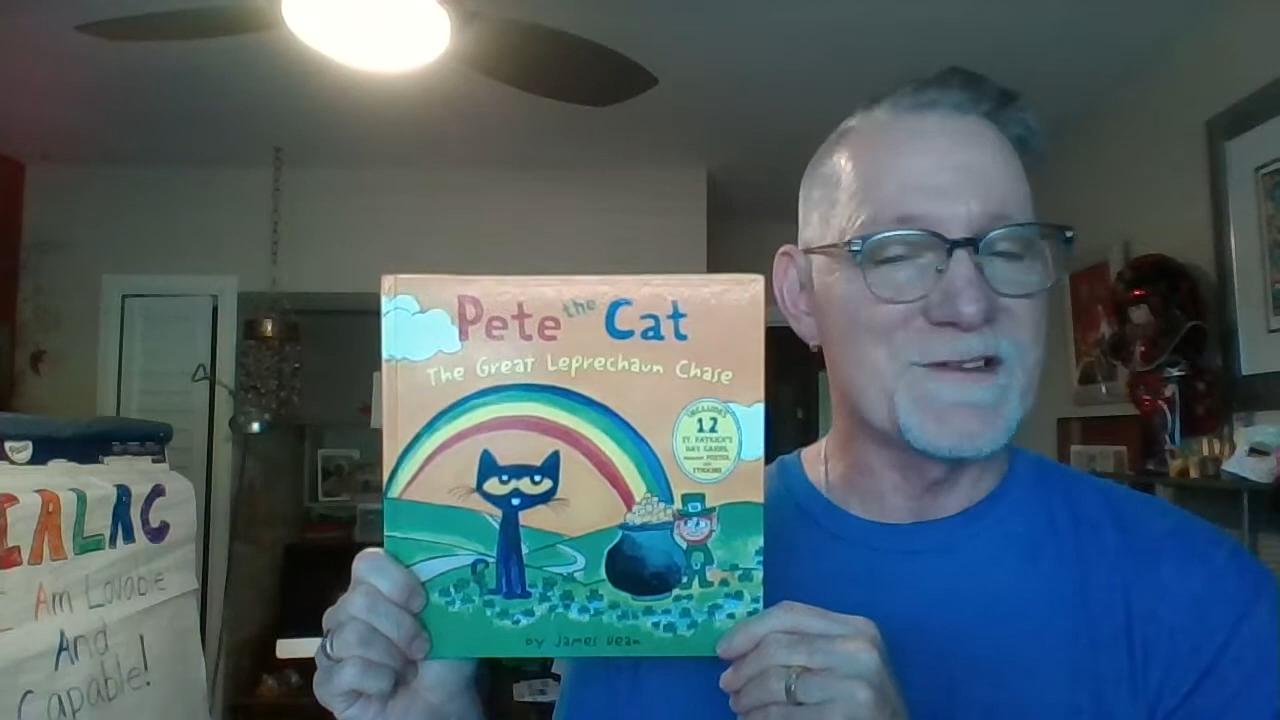 Pete the Cat
The Great Leprechaun Chase
INCLUDES
12
ST. PATRICK'S
DAY CARDS,
POSTER,
AND
STICKERS
by James Dean
IALAC
I Am Lovable
And
Capable!